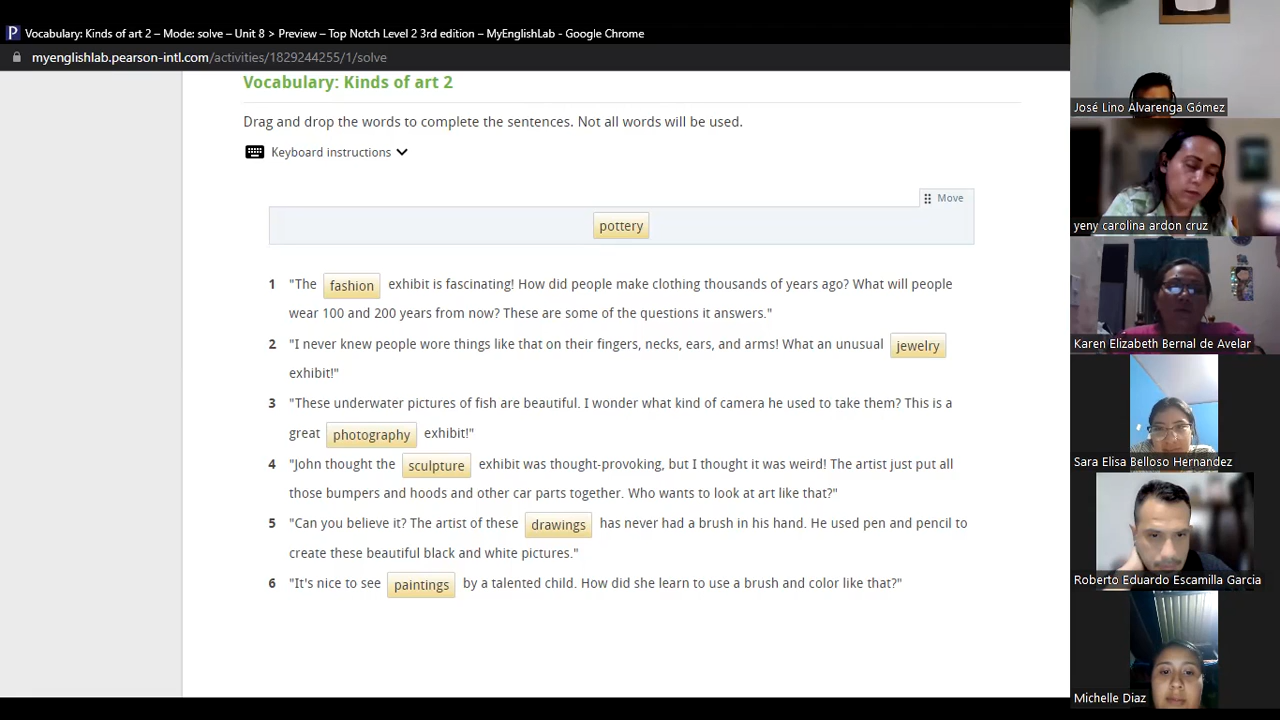 Vocabulary: Kinds of art 2 – Mode: solve – Unit 8 > Preview – Top Notch Level 2 3rd edition – MyEnglishLab - Google Chrome
myenglishlab.pearson-intl.com/activities/1829244255/1/solve
Vocabulary: Kinds of art 2
Drag and drop the words to complete the sentences. Not all words will be used.
Keyboard instructions
Move
pottery
1 "The fashion exhibit is fascinating! How did people make clothing thousands of years ago? What will people
wear 100 and 200 years from now? These are some of the questions it answers."
2 "I never knew people wore things like that on their fingers, necks, ears, and arms! What an unusual jewelry
exhibit!"
3 "These underwater pictures of fish are beautiful. I wonder what kind of camera he used to take them? This is a
great photography exhibit!"
4 "John thought the sculpture exhibit was thought-provoking, but I thought it was weird! The artist just put all
those bumpers and hoods and other car parts together. Who wants to look at art like that?"
5 "Can you believe it? The artist of these drawings has never had a brush in his hand. He used pen and pencil to
create these beautiful black and white pictures."
6 "It's nice to see paintings by a talented child. How did she learn to use a brush and color like that?"
José Lino Alvarenga Gómez
yeny carolina ardon cruz
Karen Elizabeth Bernal de Avelar
Sara Elisa Belloso Hernandez
Roberto Eduardo Escamilla Garcia
Michelle Diaz